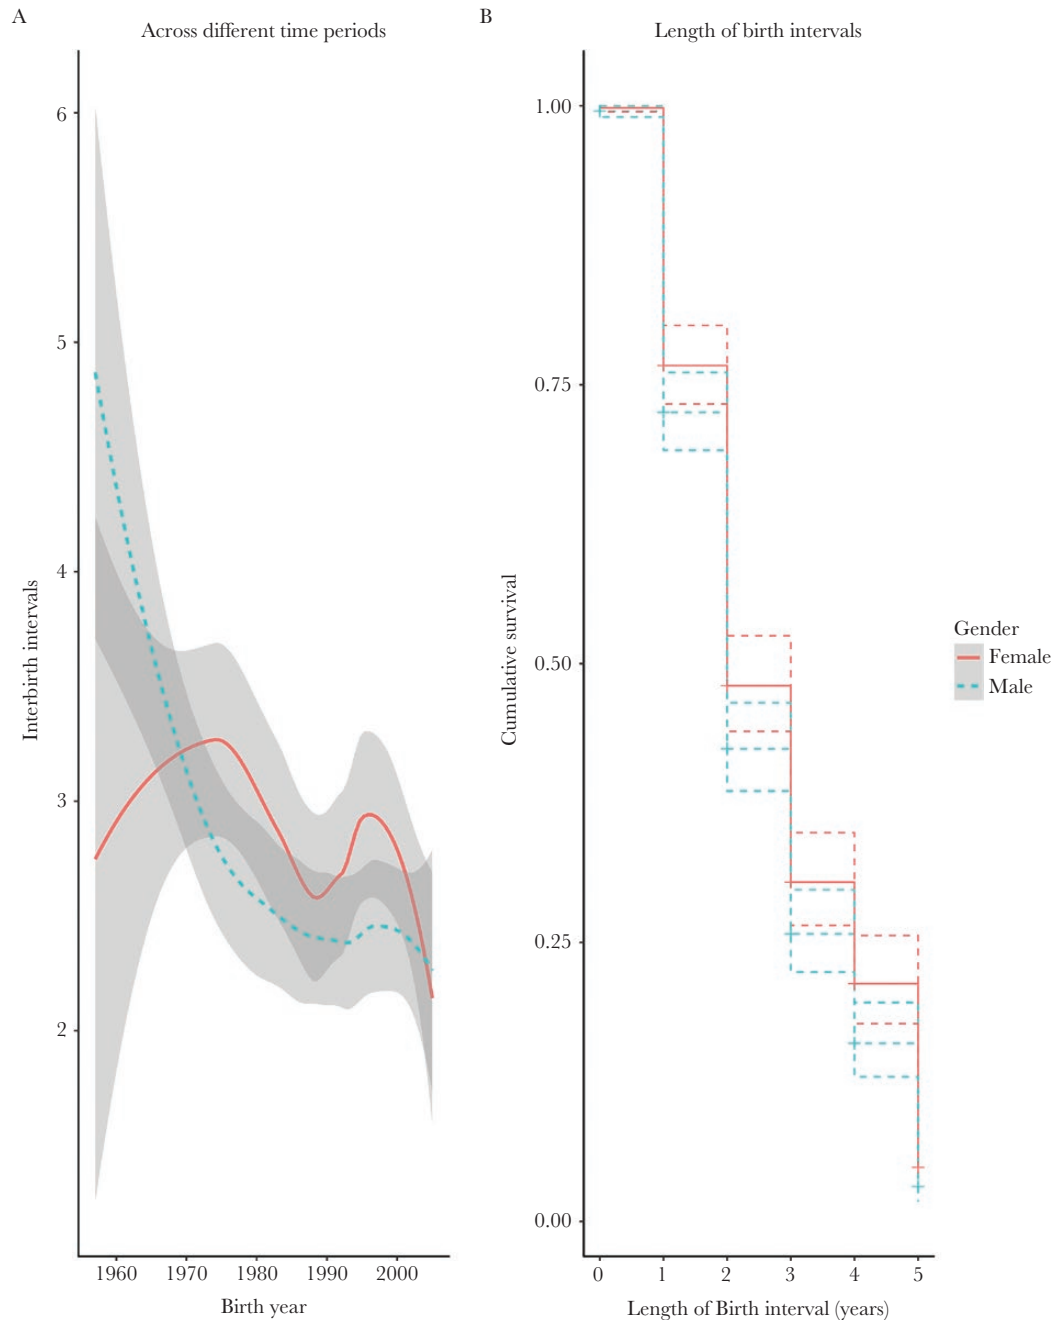 A
Across different time periods
6
5
4
3
2
Interbirth intervals
1960 1970 1980 1990 2000
Birth year
B
Length of birth intervals
1.00
0.75
0.50
0.25
0.00
Cumulative survival
0 1 2 3 4 5
Length of Birth interval (years)
Gender
Female
Male